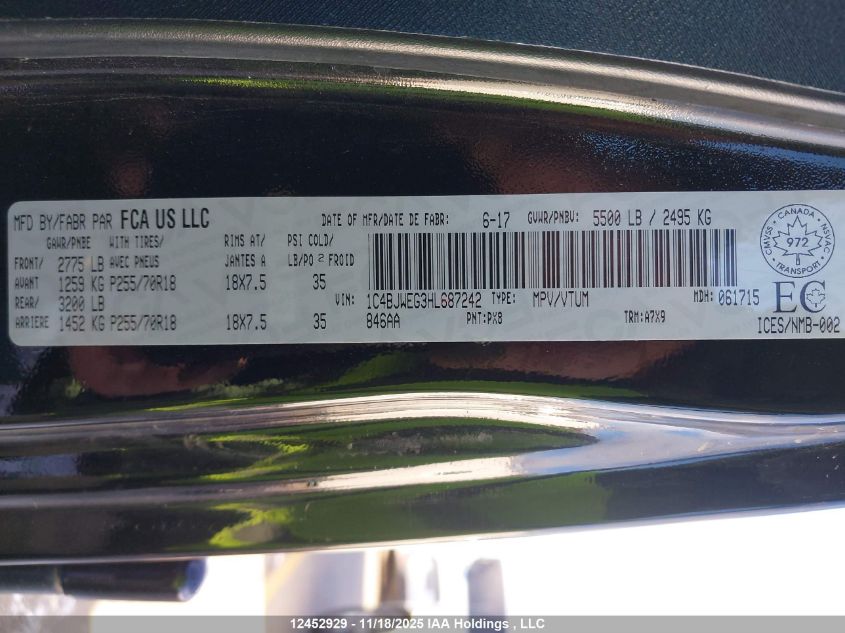 MFD BY/FABR PAR FCA US LLC DATE OF MFR/DATE DE FABR: 6-17 GVWR/PNBV: 5500 LB / 2495 KG
GAWR/PNBE WITH TIRES/ RIMS AT/ PSI COLD/
FRONT/ 2775 LB AVEC PNEUS JANTES A LB/PO 2 FROID
AVANT 1259 KG P255/70R18 18X7.5 35
REAR/ 3200 LB VIN: 1C4BJWEG3HL687242 TYPE: MPV/VTUM MDH: 061715
ARRIERE 1452 KG P255/70R18 18X7.5 35 846AA PNT:PX8 TRM:A7X9
CANADA
CMVSS 972 NSVAC
TRANSPORT
EC
ICES/NMB-002
12452929 - 11/18/2025 IAA Holdings , LLC